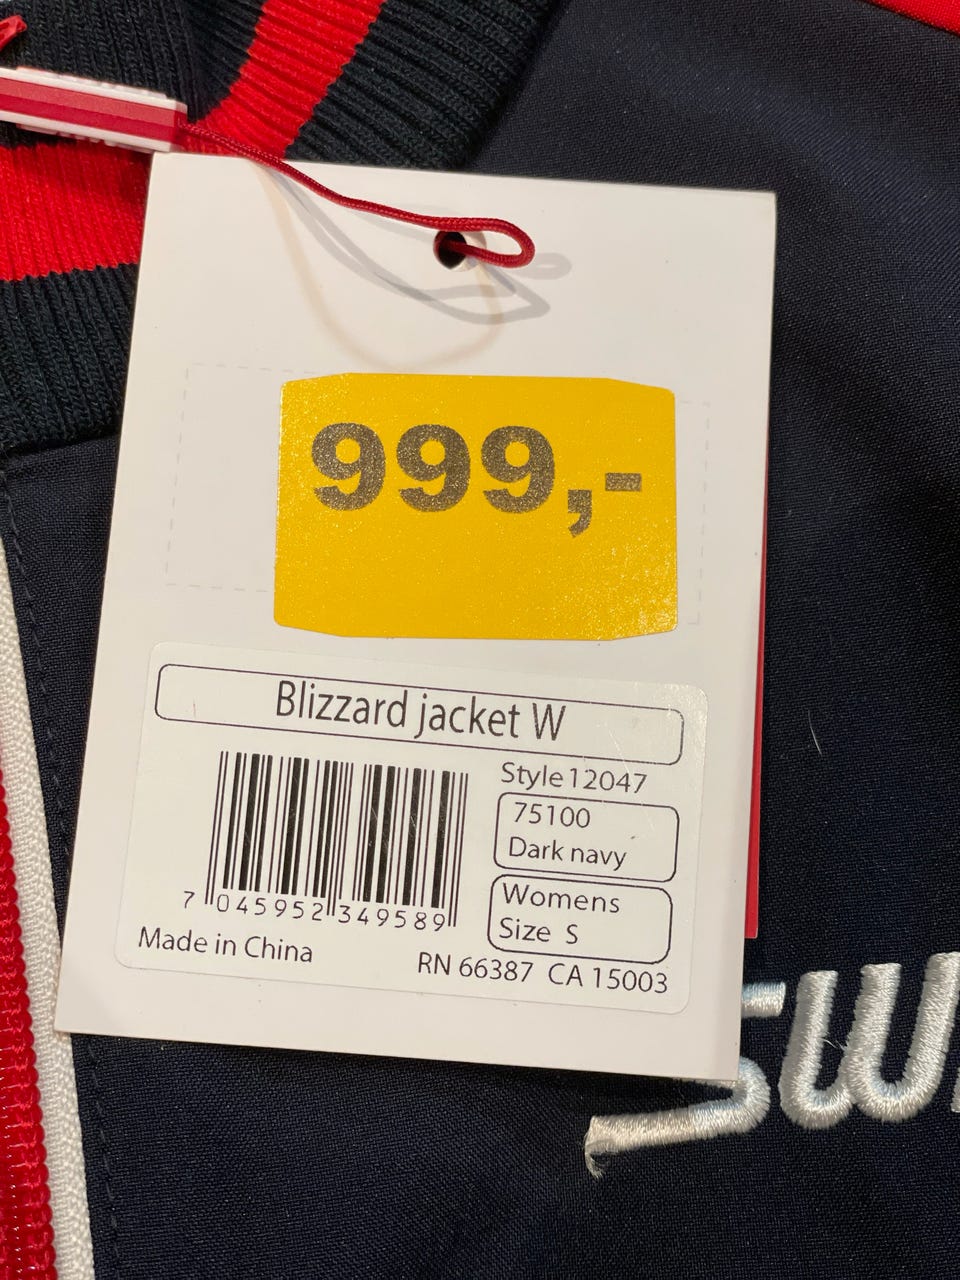 999,-
Blizzard jacket W
Style 12047
75100
Dark navy
Womens
Size S
7 045952 349589
Made in China
RN 66387 CA 15003